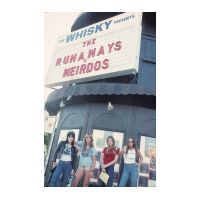 THE WHISKY PRESENTS
THE
RUNAWAYS
WEIRDOS